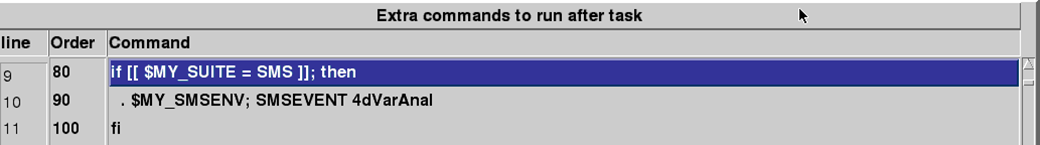 Extra commands to run after task
line Order Command
9 80 if [[ $MY_SUITE = SMS ]]; then
10 90 . $MY_SMSENV; SMSEVENT 4dVarAnal
11 100 fi